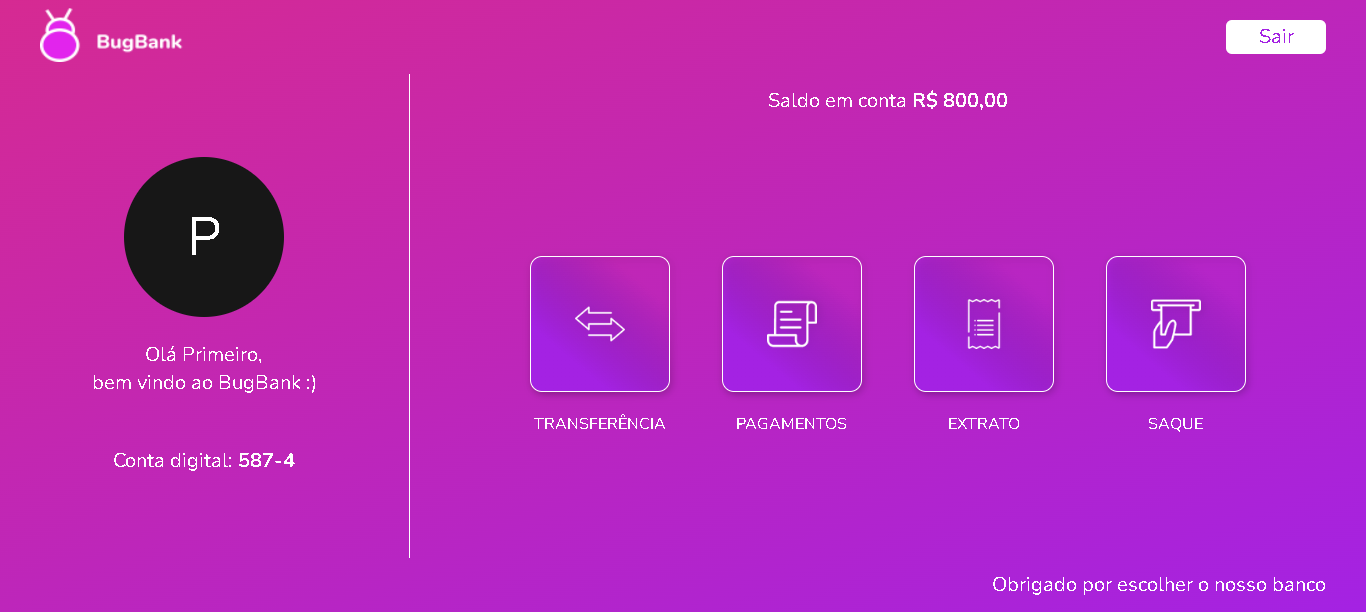 BugBank
Sair
Saldo em conta R$ 800,00
P
Olá Primeiro,
bem vindo ao BugBank :)
Conta digital: 587-4
TRANSFERÊNCIA
PAGAMENTOS
EXTRATO
SAQUE
Obrigado por escolher o nosso banco